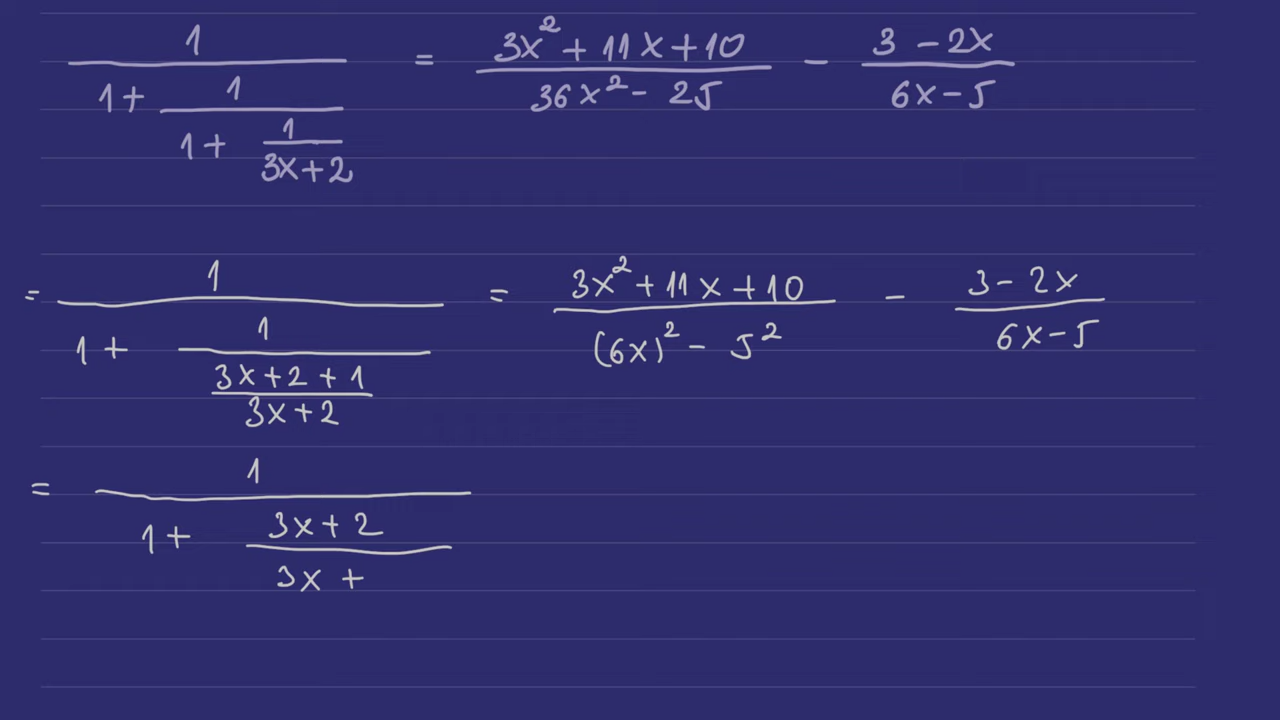 1/(1 + 1/(1 + 1/(3x+2))) = (3x² + 11x + 10)/(36x² - 25) - (3 - 2x)/(6x - 5)
= 1/(1 + 1/((3x+2+1)/(3x+2))) = (3x² + 11x + 10)/((6x)² - 5²) - (3 - 2x)/(6x - 5)
= 1/(1 + (3x+2)/(3x +